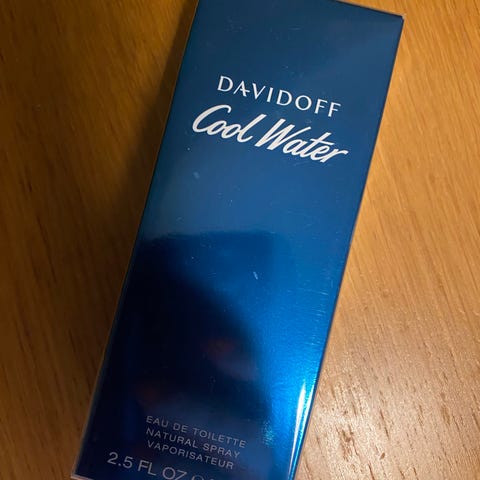 DAVIDOFF
Cool Water
EAU DE TOILETTE
NATURAL SPRAY
VAPORISATEUR
2.5 FL OZ